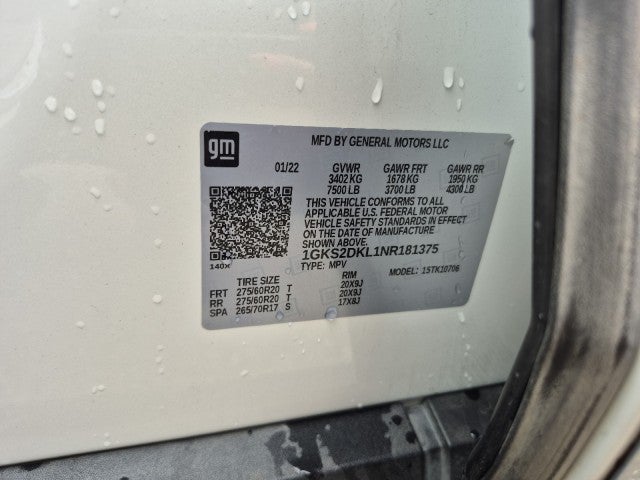 gm
MFD BY GENERAL MOTORS LLC
01/22 GVWR GAWR FRT GAWR RR
3402 KG 1678 KG 1950 KG
7500 LB 3700 LB 4300 LB
THIS VEHICLE CONFORMS TO ALL
APPLICABLE U.S. FEDERAL MOTOR
VEHICLE SAFETY STANDARDS IN EFFECT
ON THE DATE OF MANUFACTURE
SHOWN ABOVE.
1GKS2DKL1NR181375
140X
TYPE: MPV MODEL: 15TK10706
TIRE SIZE RIM
FRT 275/60R20 T 20X9J
RR 275/60R20 T 20X9J
SPA 265/70R17 S 17X8J